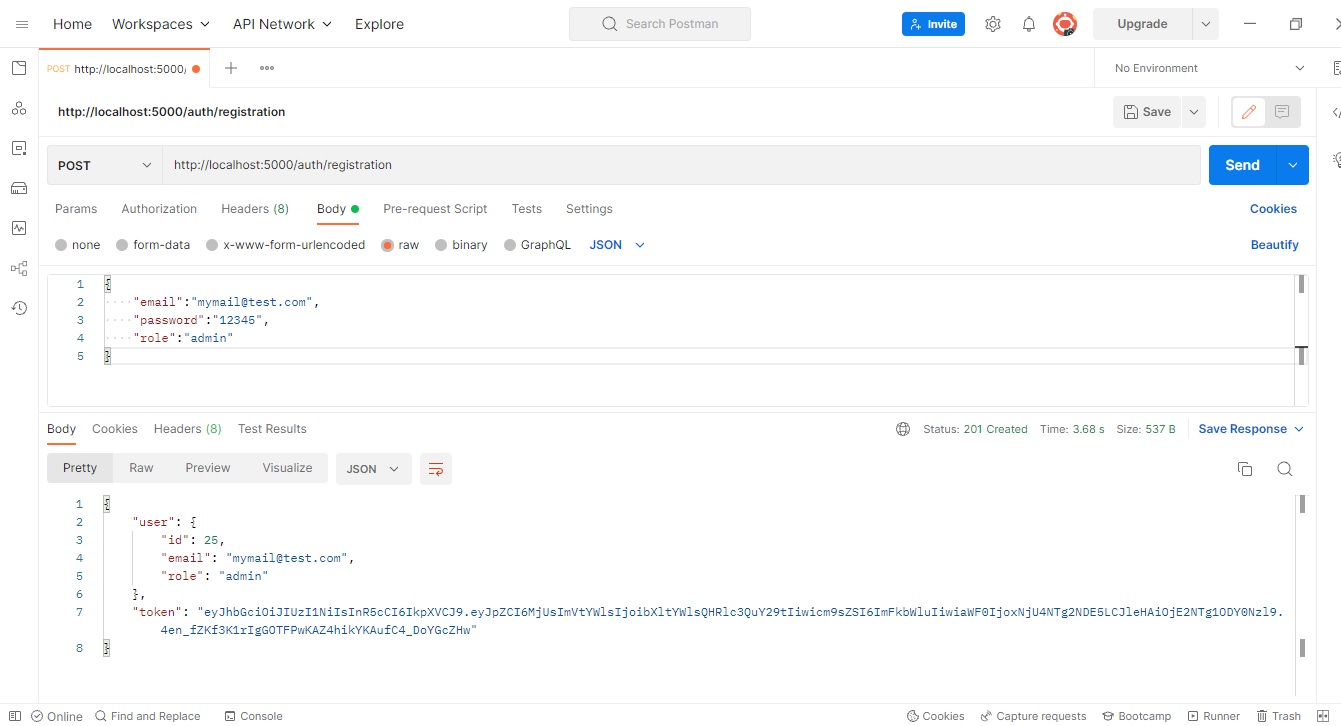 Home Workspaces API Network Explore Search Postman Invite Upgrade
POST http://localhost:5000/ No Environment
http://localhost:5000/auth/registration Save
POST http://localhost:5000/auth/registration Send
Params Authorization Headers (8) Body Pre-request Script Tests Settings Cookies
none form-data x-www-form-urlencoded raw binary GraphQL JSON Beautify
1 {
2 "email":"mymail@test.com",
3 "password":"12345",
4 "role":"admin"
5 }
Body Cookies Headers (8) Test Results Status: 201 Created Time: 3.68 s Size: 537 B Save Response
Pretty Raw Preview Visualize JSON
1 {
2 "user": {
3 "id": 25,
4 "email": "mymail@test.com",
5 "role": "admin"
6 },
7 "token":
8 }
Online Find and Replace Console Cookies Capture requests Bootcamp Runner Trash